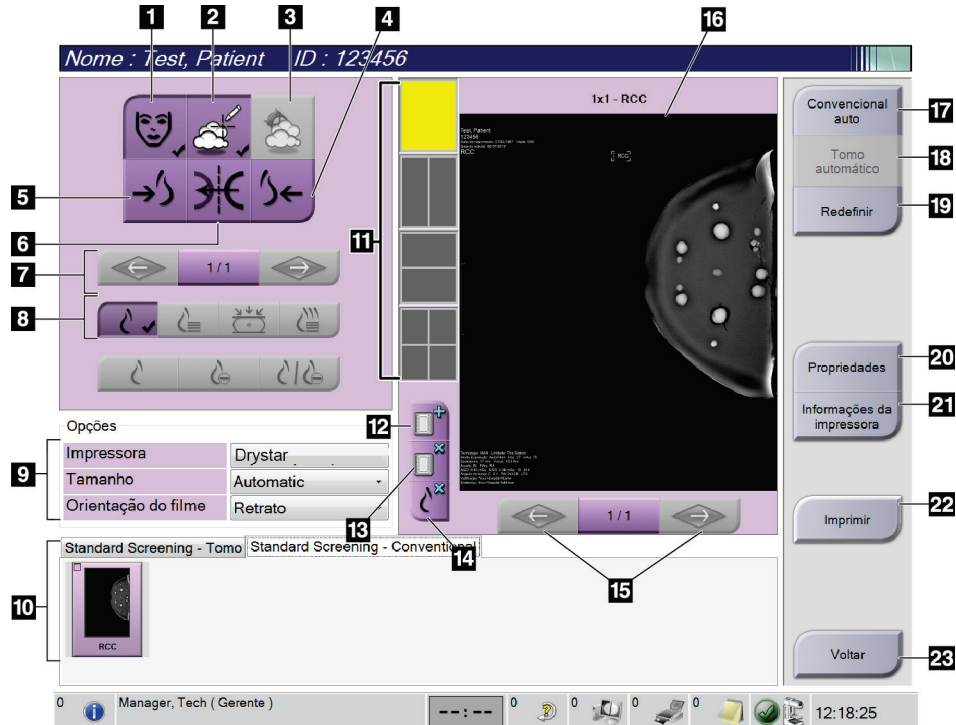 1
2
3
4
16
Nome : Test, Patient ID : 123456
1x1 - RCC
Convencional
auto
17
Test, Patient
123456
RCC
RCC
Tomo
automático
18
5
Redefinir
19
6
11
7
1/1
8
Propriedades
20
Informações da
impressora
21
Opções
12
9
Impressora
Drystar
Tamanho
Automatic
Orientação do filme
Retrato
13
14
1/1
15
Imprimir
22
Standard Screening - Tomo
Standard Screening - Conventional
10
RCC
Voltar
23
0
Manager, Tech ( Gerente )
--:--
0
0
0
0
12:18:25